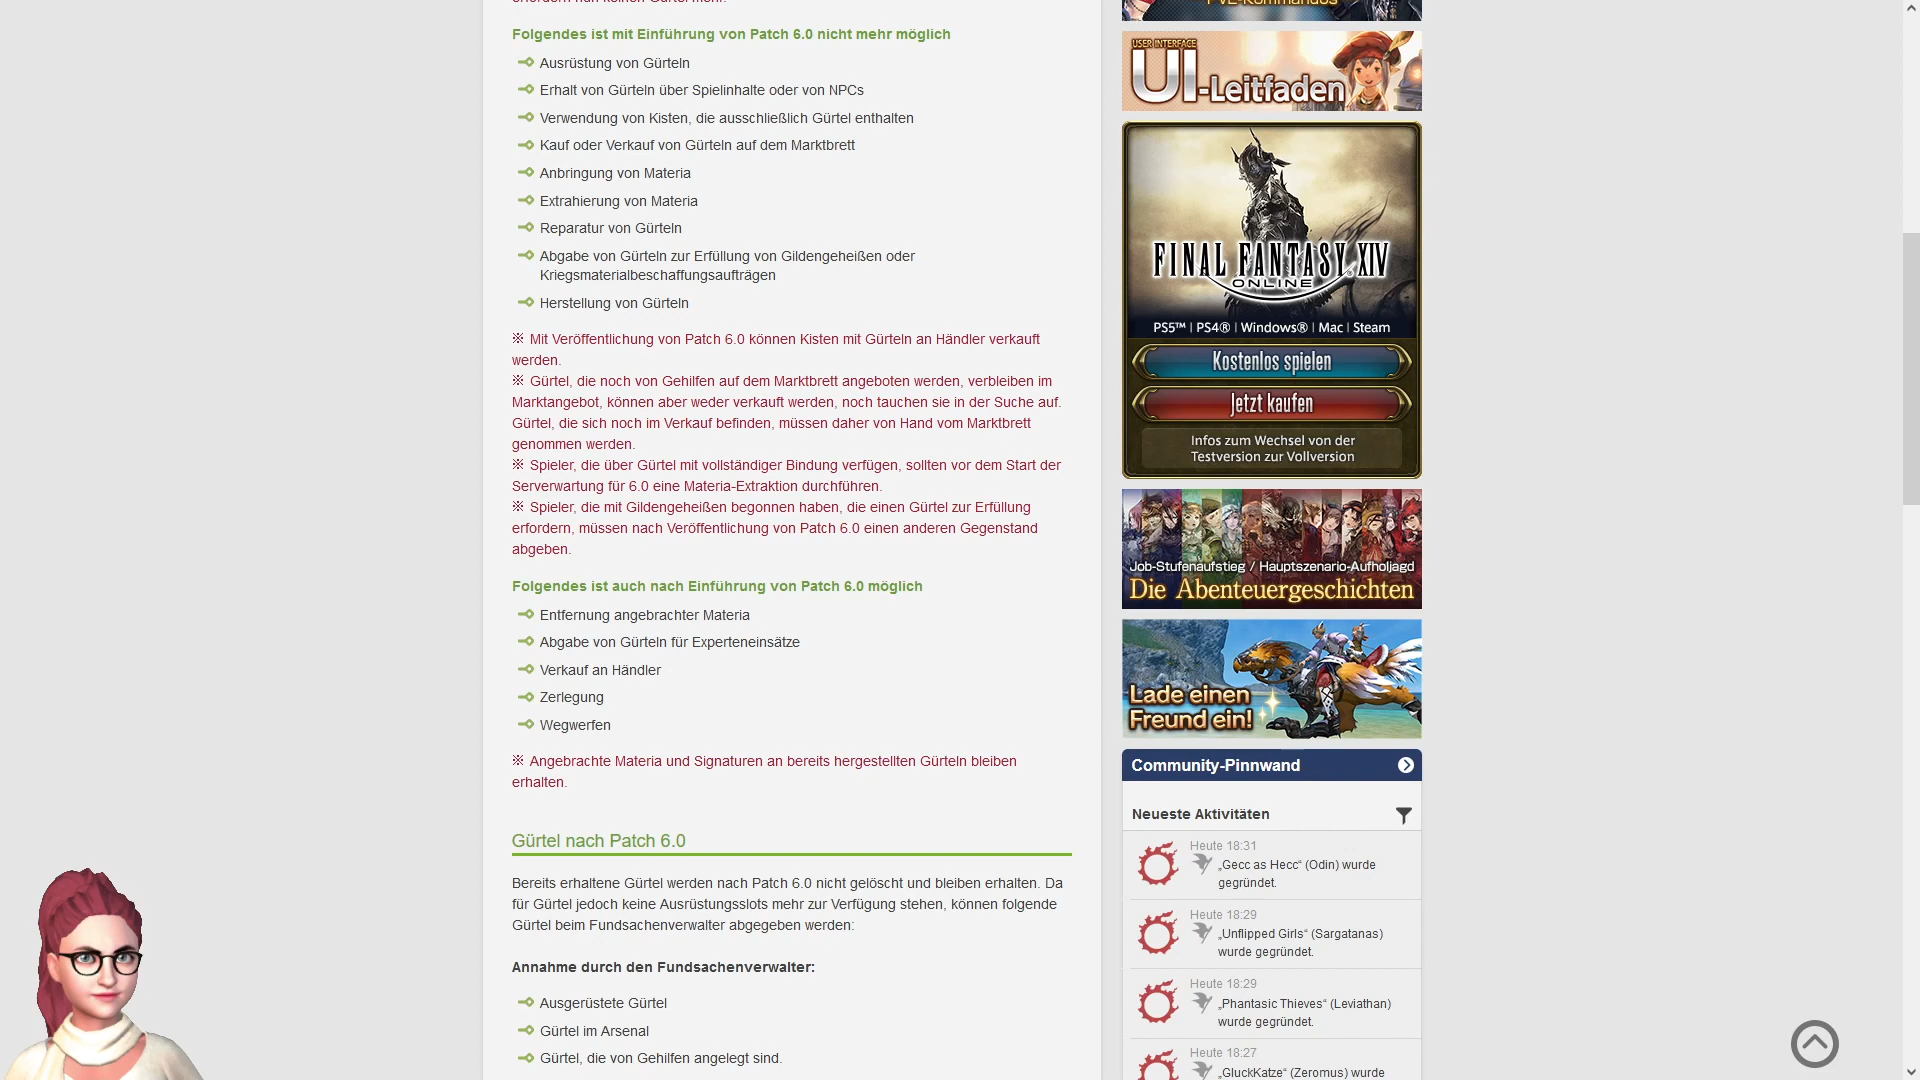 Folgendes ist mit Einführung von Patch 6.0 nicht mehr möglich
Ausrüstung von Gürteln
Erhalt von Gürteln über Spielinhalte oder von NPCs
Verwendung von Kisten, die ausschließlich Gürtel enthalten
Kauf oder Verkauf von Gürteln auf dem Marktbrett
Anbringung von Materia
Extrahierung von Materia
Reparatur von Gürteln
Abgabe von Gürteln zur Erfüllung von Gildengeheißen oder
Kriegsmaterialbeschaffungsaufträgen
Herstellung von Gürteln
※ Mit Veröffentlichung von Patch 6.0 können Kisten mit Gürteln an Händler verkauft
werden.
※ Gürtel, die noch von Gehilfen auf dem Marktbrett angeboten werden, verbleiben im
Marktangebot, können aber weder verkauft werden, noch tauchen sie in der Suche auf.
Gürtel, die sich noch im Verkauf befinden, müssen daher von Hand vom Marktbrett
genommen werden.
※ Spieler, die über Gürtel mit vollständiger Bindung verfügen, sollten vor dem Start der
Serverwartung für 6.0 eine Materia-Extraktion durchführen.
※ Spieler, die mit Gildengeheißen begonnen haben, die einen Gürtel zur Erfüllung
erfordern, müssen nach Veröffentlichung von Patch 6.0 einen anderen Gegenstand
abgeben.
Folgendes ist auch nach Einführung von Patch 6.0 möglich
Entfernung angebrachter Materia
Abgabe von Gürteln für Experteneinsätze
Verkauf an Händler
Zerlegung
Wegwerfen
※ Angebrachte Materia und Signaturen an bereits hergestellten Gürteln bleiben
erhalten.
Gürtel nach Patch 6.0
Bereits erhaltene Gürtel werden nach Patch 6.0 nicht gelöscht und bleiben erhalten. Da
für Gürtel jedoch keine Ausrüstungsslots mehr zur Verfügung stehen, können folgende
Gürtel beim Fundsachenverwalter abgegeben werden:
Annahme durch den Fundsachenverwalter:
Ausgerüstete Gürtel
Gürtel im Arsenal
Gürtel, die von Gehilfen angelegt sind.
USER INTERFACE
UI-Leitfaden
FINAL FANTASY XIV
ONLINE
PS5™ | PS4® | Windows® | Mac | Steam
Kostenlos spielen
Jetzt kaufen
Infos zum Wechsel von der
Testversion zur Vollversion
Job-Stufenaufstieg / Hauptszenario-Aufholjagd
Die Abenteuergeschichten
Lade einen
Freund ein!
Community-Pinnwand
Neueste Aktivitäten
Heute 18:31
„Gecc as Hecc“ (Odin) wurde
gegründet.
Heute 18:29
„Unflipped Girls“ (Sargatanas)
wurde gegründet.
Heute 18:29
„Phantasic Thieves“ (Leviathan)
wurde gegründet.
Heute 18:27
„GluckKatze“ (Zeromus) wurde